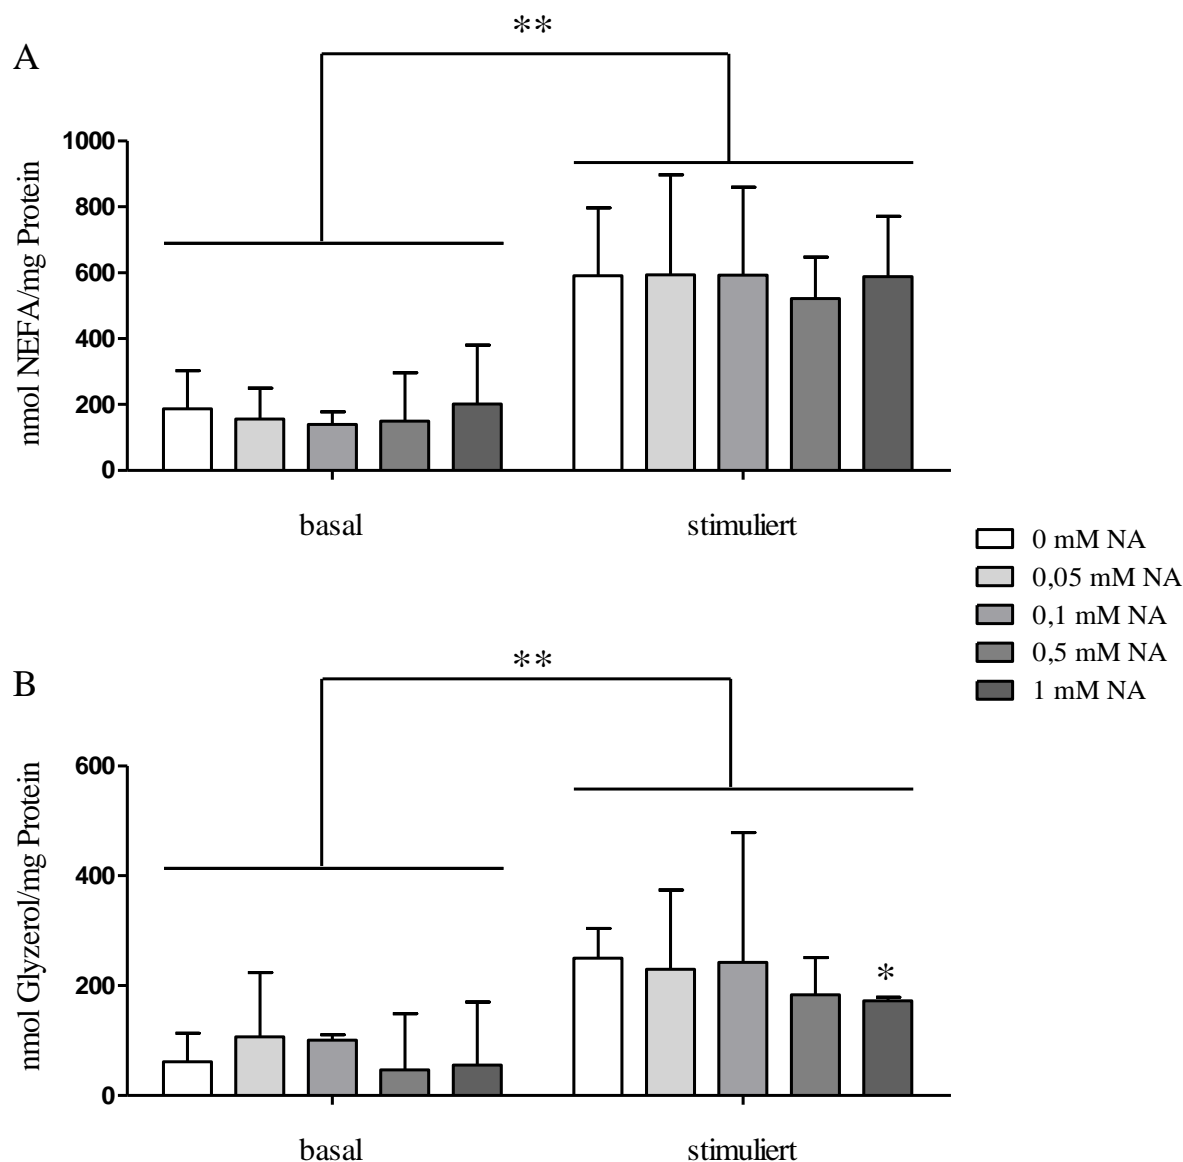 **
A
1000
800
600
400
200
0
nmol NEFA/mg Protein
basal
stimuliert
0 mM NA
0,05 mM NA
0,1 mM NA
0,5 mM NA
1 mM NA
**
B
600
400
200
0
nmol Glyzerol/mg Protein
*
basal
stimuliert